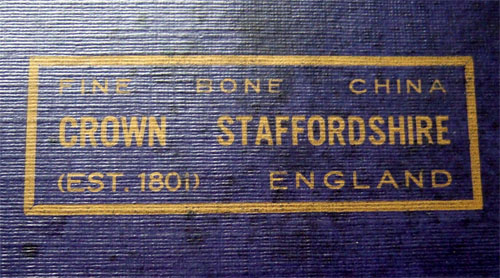 FINE BONE CHINA
CROWN STAFFORDSHIRE
(EST. 1801) ENGLAND